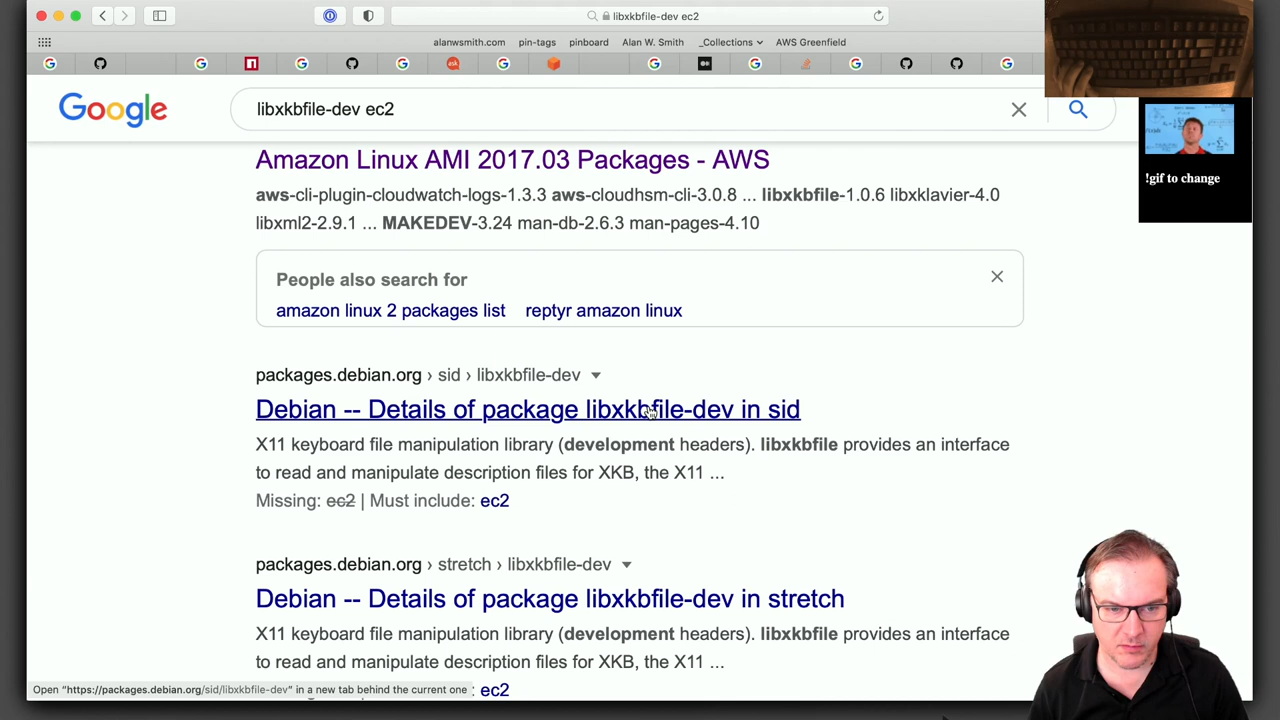 libxkbfile-dev ec2
alanwsmith.com pin-tags pinboard Alan W. Smith _Collections AWS Greenfield
Google
libxkbfile-dev ec2
Amazon Linux AMI 2017.03 Packages - AWS
aws-cli-plugin-cloudwatch-logs-1.3.3 aws-cloudhsm-cli-3.0.8 ... libxkbfile-1.0.6 libxklavier-4.0
libxml2-2.9.1 ... MAKEDEV-3.24 man-db-2.6.3 man-pages-4.10
People also search for
amazon linux 2 packages list reptyr amazon linux
packages.debian.org › sid › libxkbfile-dev
Debian -- Details of package libxkbfile-dev in sid
X11 keyboard file manipulation library (development headers). libxkbfile provides an interface
to read and manipulate description files for XKB, the X11 ...
Missing: ec2 | Must include: ec2
packages.debian.org › stretch › libxkbfile-dev
Debian -- Details of package libxkbfile-dev in stretch
X11 keyboard file manipulation library (development headers). libxkbfile provides an interface
to read and manipulate description files for XKB, the X11 ...
Open “https://packages.debian.org/sid/libxkbfile-dev” in a new tab behind the current one : ec2
!gif to change